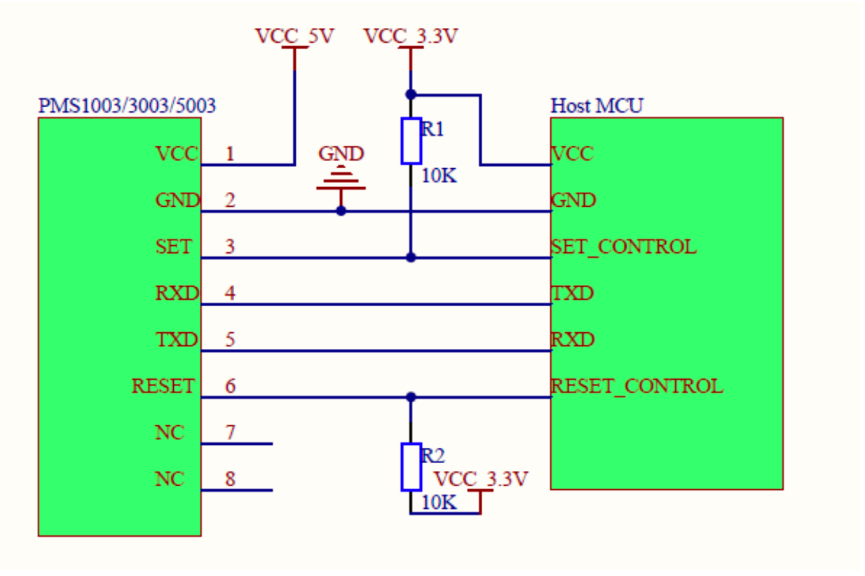 VCC_5V
VCC_3.3V
PMS1003/3003/5003
Host MCU
R1
VCC 1
GND
VCC
10K
GND 2
GND
SET 3
SET_CONTROL
RXD 4
TXD
TXD 5
RXD
RESET 6
RESET_CONTROL
NC 7
R2
NC 8
VCC_3.3V
10K